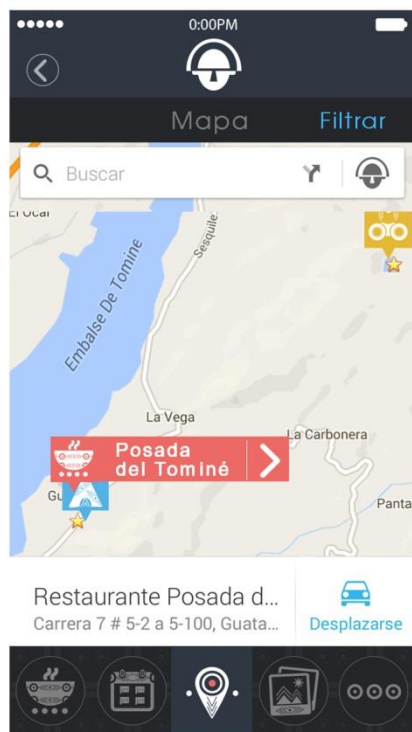 0:00PM
Mapa
Filtrar
Buscar
El Ocal
Sesquile
Embalse De Tomine
La Vega
La Carbonera
Posada
del Tominé
Gu
Panta
Restaurante Posada d...
Carrera 7 # 5-2 a 5-100, Guata...
Desplazarse